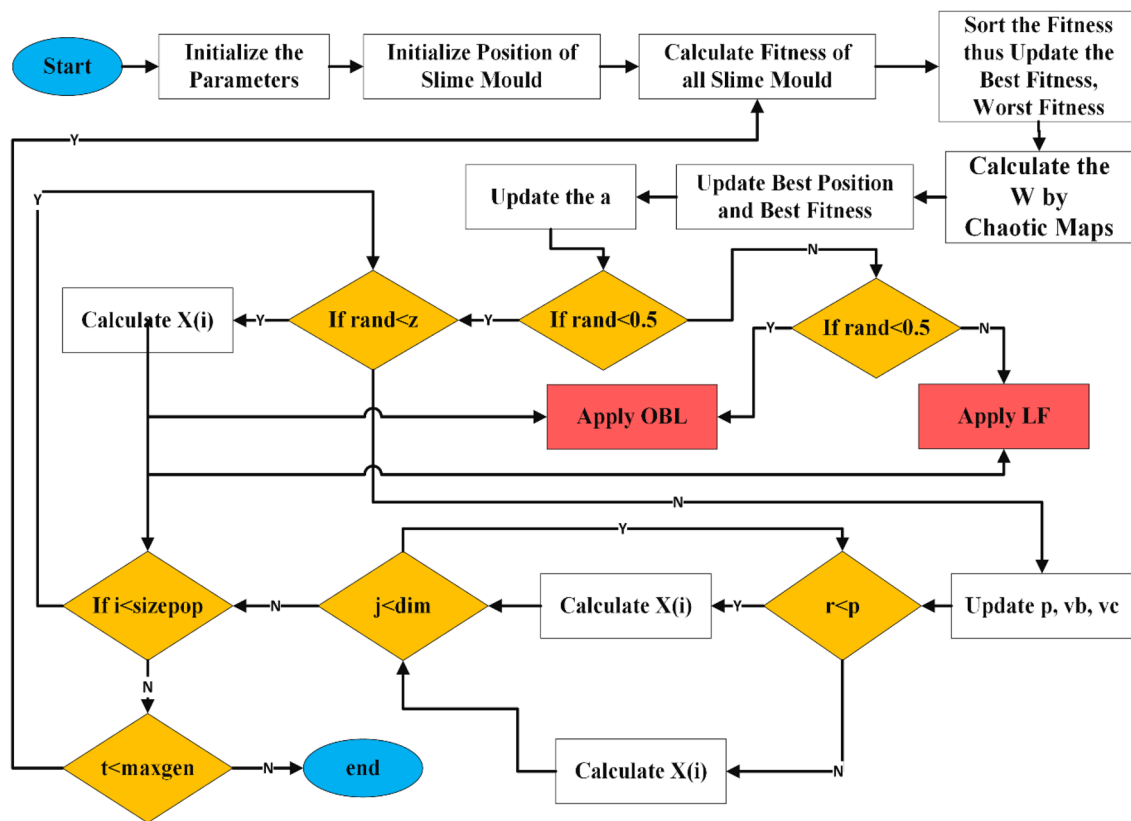 Start
Initialize the
Parameters
Initialize Position of
Slime Mould
Calculate Fitness of
all Slime Mould
Sort the Fitness
thus Update the
Best Fitness,
Worst Fitness
Y
Calculate the
W by
Chaotic Maps
Update Best Position
and Best Fitness
Update the a
Y
N
Calculate X(i)
Y
If rand<z
Y
If rand<0.5
Y
If rand<0.5
N
Apply OBL
Apply LF
N
Y
If i<sizepop
N
j<dim
Calculate X(i)
Y
r<p
Update p, vb, vc
N
t<maxgen
N
end
Calculate X(i)
N